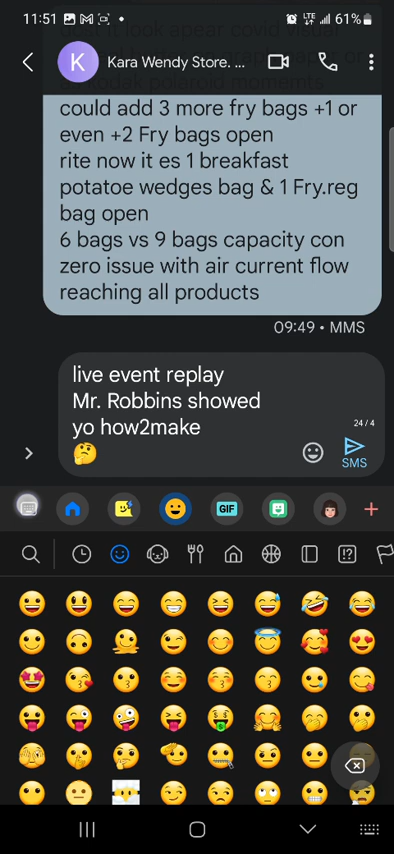 11:51
LTE 61%
K
Kara Wendy Store. ...
could add 3 more fry bags +1 or
even +2 Fry bags open
rite now it es 1 breakfast
potatoe wedges bag & 1 Fry.reg
bag open
6 bags vs 9 bags capacity con
zero issue with air current flow
reaching all products
09:49 • MMS
live event replay
Mr. Robbins showed
yo how2make
🤔
24 / 4
SMS
GIF